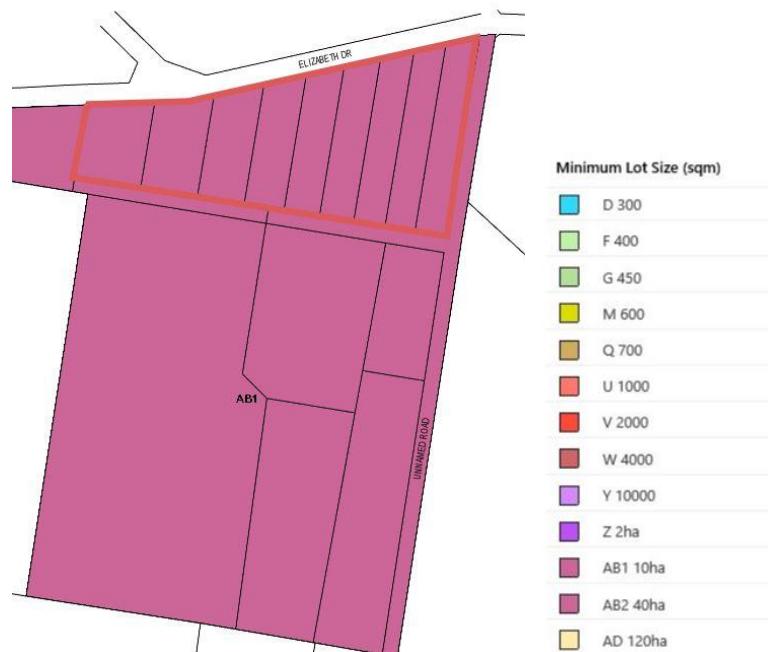 ELIZABETH DR
AB1
UNNAMED ROAD
Minimum Lot Size (sqm)
D 300
F 400
G 450
M 600
Q 700
U 1000
V 2000
W 4000
Y 10000
Z 2ha
AB1 10ha
AB2 40ha
AD 120ha